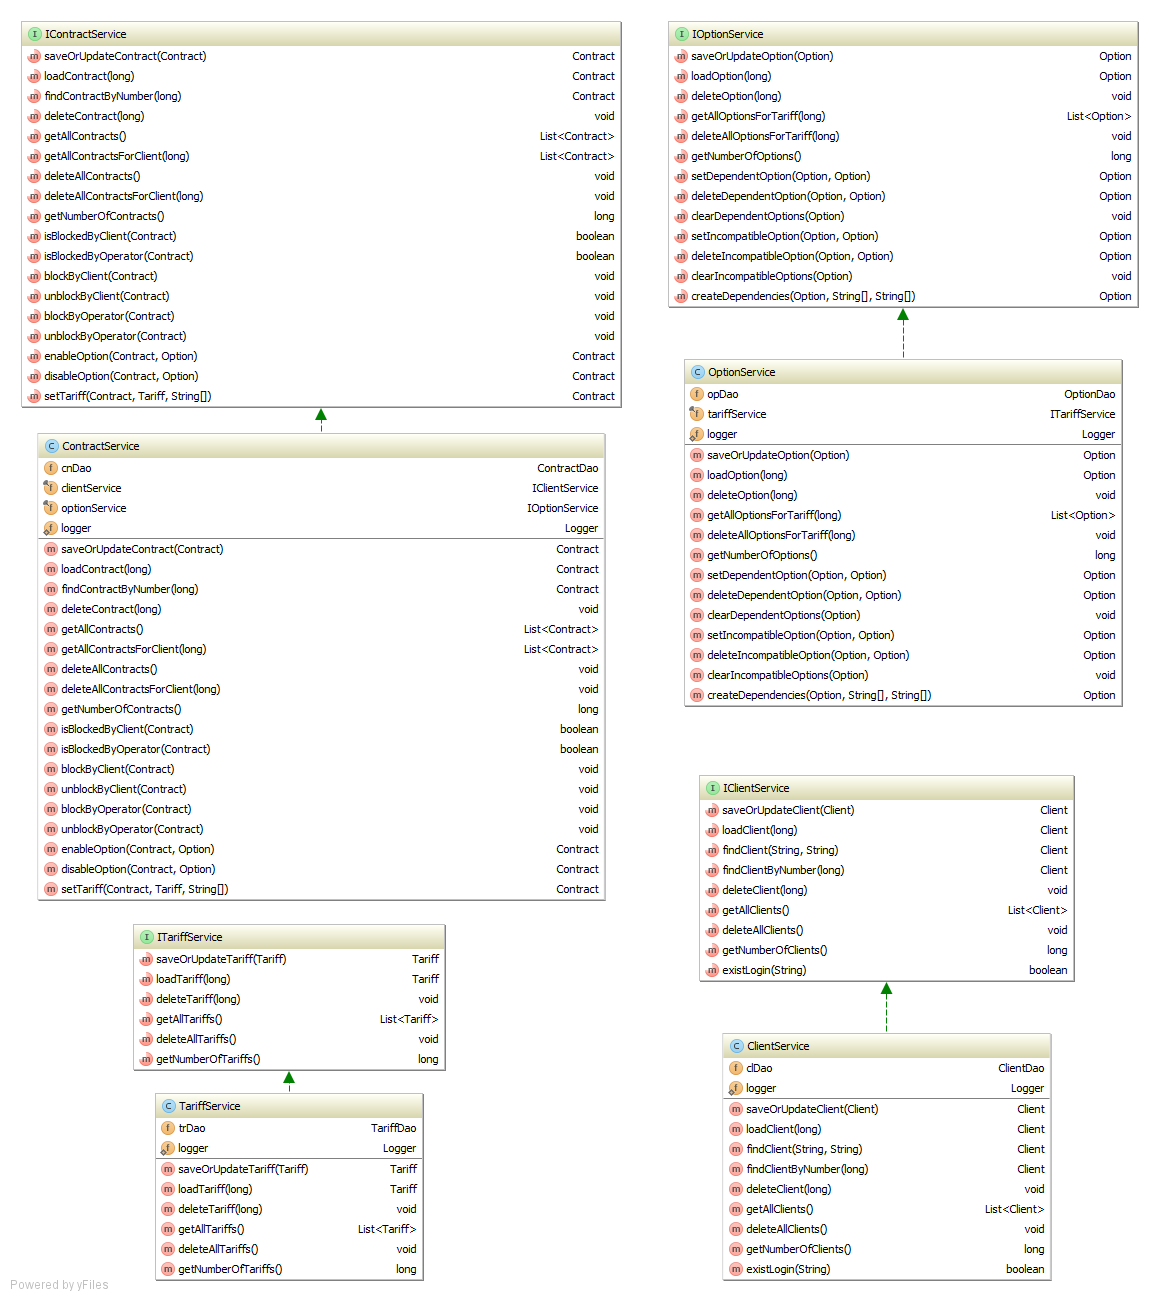 IContractService
saveOrUpdateContract(Contract) Contract
loadContract(long) Contract
findContractByNumber(long) Contract
deleteContract(long) void
getAllContracts() List<Contract>
getAllContractsForClient(long) List<Contract>
deleteAllContracts() void
deleteAllContractsForClient(long) void
getNumberOfContracts() long
isBlockedByClient(Contract) boolean
isBlockedByOperator(Contract) boolean
blockByClient(Contract) void
unblockByClient(Contract) void
blockByOperator(Contract) void
unblockByOperator(Contract) void
enableOption(Contract, Option) Contract
disableOption(Contract, Option) Contract
setTariff(Contract, Tariff, String[]) Contract
ContractService
cnDao ContractDao
clientService IClientService
optionService IOptionService
logger Logger
saveOrUpdateContract(Contract) Contract
loadContract(long) Contract
findContractByNumber(long) Contract
deleteContract(long) void
getAllContracts() List<Contract>
getAllContractsForClient(long) List<Contract>
deleteAllContracts() void
deleteAllContractsForClient(long) void
getNumberOfContracts() long
isBlockedByClient(Contract) boolean
isBlockedByOperator(Contract) boolean
blockByClient(Contract) void
unblockByClient(Contract) void
blockByOperator(Contract) void
unblockByOperator(Contract) void
enableOption(Contract, Option) Contract
disableOption(Contract, Option) Contract
setTariff(Contract, Tariff, String[]) Contract
ITariffService
saveOrUpdateTariff(Tariff) Tariff
loadTariff(long) Tariff
deleteTariff(long) void
getAllTariffs() List<Tariff>
deleteAllTariffs() void
getNumberOfTariffs() long
TariffService
trDao TariffDao
logger Logger
saveOrUpdateTariff(Tariff) Tariff
loadTariff(long) Tariff
deleteTariff(long) void
getAllTariffs() List<Tariff>
deleteAllTariffs() void
getNumberOfTariffs() long
IOptionService
saveOrUpdateOption(Option) Option
loadOption(long) Option
deleteOption(long) void
getAllOptionsForTariff(long) List<Option>
deleteAllOptionsForTariff(long) void
getNumberOfOptions() long
setDependentOption(Option, Option) Option
deleteDependentOption(Option, Option) Option
clearDependentOptions(Option) void
setIncompatibleOption(Option, Option) Option
deleteIncompatibleOption(Option, Option) Option
clearIncompatibleOptions(Option) void
createDependencies(Option, String[], String[]) Option
OptionService
opDao OptionDao
tariffService ITariffService
logger Logger
saveOrUpdateOption(Option) Option
loadOption(long) Option
deleteOption(long) void
getAllOptionsForTariff(long) List<Option>
deleteAllOptionsForTariff(long) void
getNumberOfOptions() long
setDependentOption(Option, Option) Option
deleteDependentOption(Option, Option) Option
clearDependentOptions(Option) void
setIncompatibleOption(Option, Option) Option
deleteIncompatibleOption(Option, Option) Option
clearIncompatibleOptions(Option) void
createDependencies(Option, String[], String[]) Option
IClientService
saveOrUpdateClient(Client) Client
loadClient(long) Client
findClient(String, String) Client
findClientByNumber(long) Client
deleteClient(long) void
getAllClients() List<Client>
deleteAllClients() void
getNumberOfClients() long
existLogin(String) boolean
ClientService
clDao ClientDao
logger Logger
saveOrUpdateClient(Client) Client
loadClient(long) Client
findClient(String, String) Client
findClientByNumber(long) Client
deleteClient(long) void
getAllClients() List<Client>
deleteAllClients() void
getNumberOfClients() long
existLogin(String) boolean
Powered by yFiles